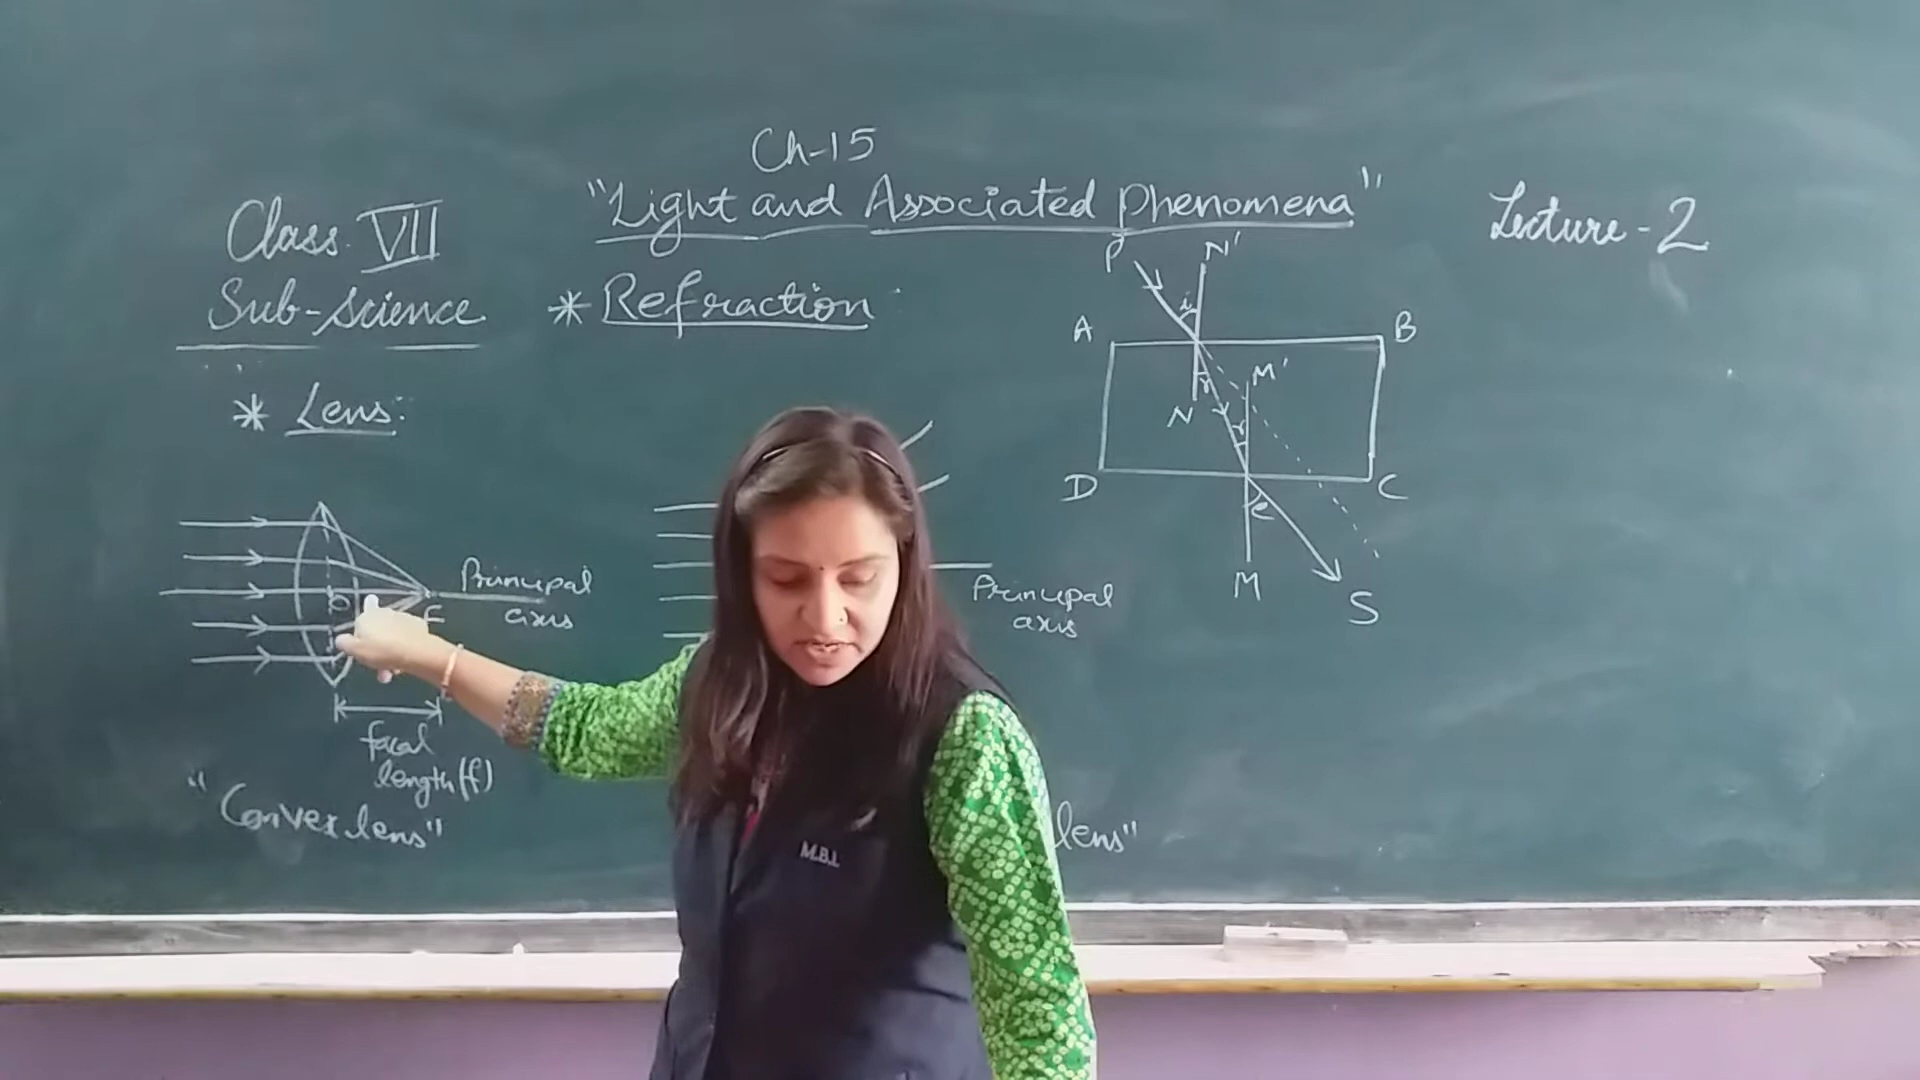 Ch-15
"Light and Associated Phenomena"
Lecture-2
Class VII
Sub-science
* Refraction:
* Lens:
P
N'
i
A
B
r
M'
N
r
D
C
e
M
S
O
F
Principal
axis
focal
length (f)
"Convex lens"
Principal
axis
lens"
M.B.L